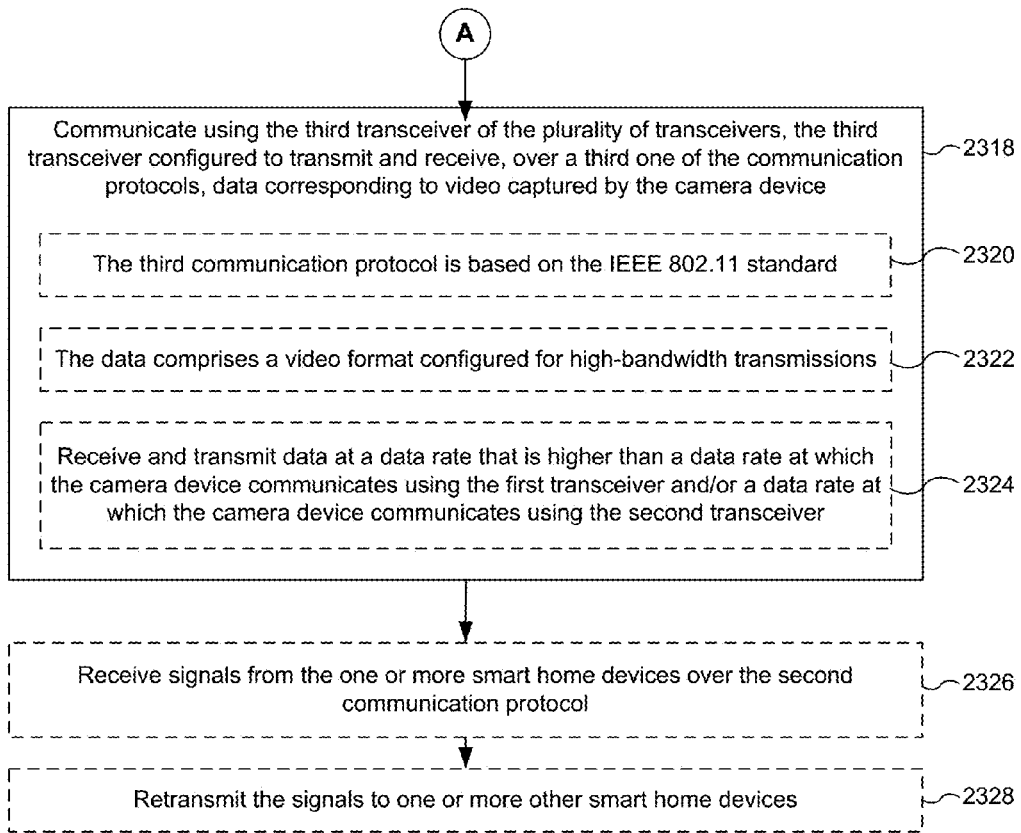 A
Communicate using the third transceiver of the plurality of transceivers, the third
transceiver configured to transmit and receive, over a third one of the communication
protocols, data corresponding to video captured by the camera device
2318
The third communication protocol is based on the IEEE 802.11 standard
2320
The data comprises a video format configured for high-bandwidth transmissions
2322
Receive and transmit data at a data rate that is higher than a data rate at which
the camera device communicates using the first transceiver and/or a data rate at
which the camera device communicates using the second transceiver
2324
Receive signals from the one or more smart home devices over the second
communication protocol
2326
Retransmit the signals to one or more other smart home devices
2328